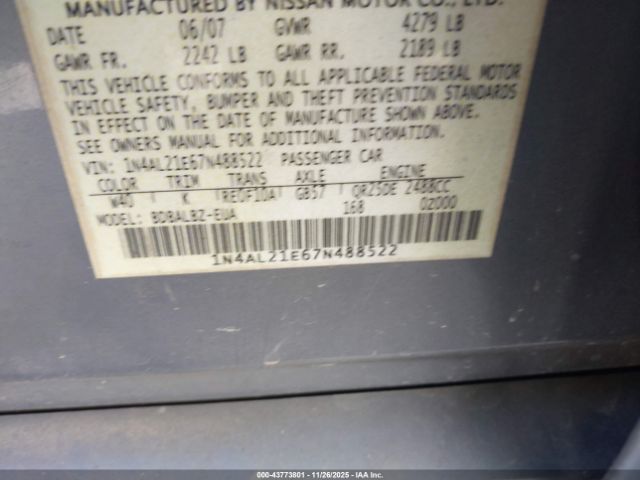 MANUFACTURED BY NISSAN MOTOR CO., LTD.
DATE 06/07 GVWR 4279 LB
GAWR FR. 2242 LB GAWR RR. 2189 LB
THIS VEHICLE CONFORMS TO ALL APPLICABLE FEDERAL MOTOR
VEHICLE SAFETY, BUMPER AND THEFT PREVENTION STANDARDS
IN EFFECT ON THE DATE OF MANUFACTURE SHOWN ABOVE.
SEE OWNERS MANUAL FOR ADDITIONAL INFORMATION.
VIN: 1N4AL21E67N488522 PASSENGER CAR
COLOR TRIM TRANS AXLE ENGINE
W40 K RE0F10A GB57 QR25DE 2488CC
MODEL: BDBALBZ-EUA 168 02000
1N4AL21E67N488522
000-43773801 - 11/26/2025 - IAA Inc.